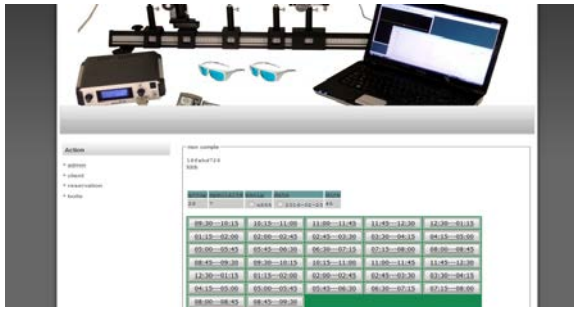 Action
admin
client
reservation
09:30---10:15 10:15---11:00 11:00---11:45 11:45---12:30 12:30---01:15
01:15---02:00 02:00---02:45 02:45---03:30 03:30---04:15 04:15---05:00
05:00---05:45 05:45---06:30 06:30---07:15 07:15---08:00 08:00---08:45
08:45---09:30 09:30---10:15 10:15---11:00 11:00---11:45 11:45---12:30
12:30---01:15 01:15---02:00 02:00---02:45 02:45---03:30 03:30---04:15
04:15---05:00 05:00---05:45 05:45---06:30 06:30---07:15 07:15---08:00
08:00---08:45 08:45---09:30